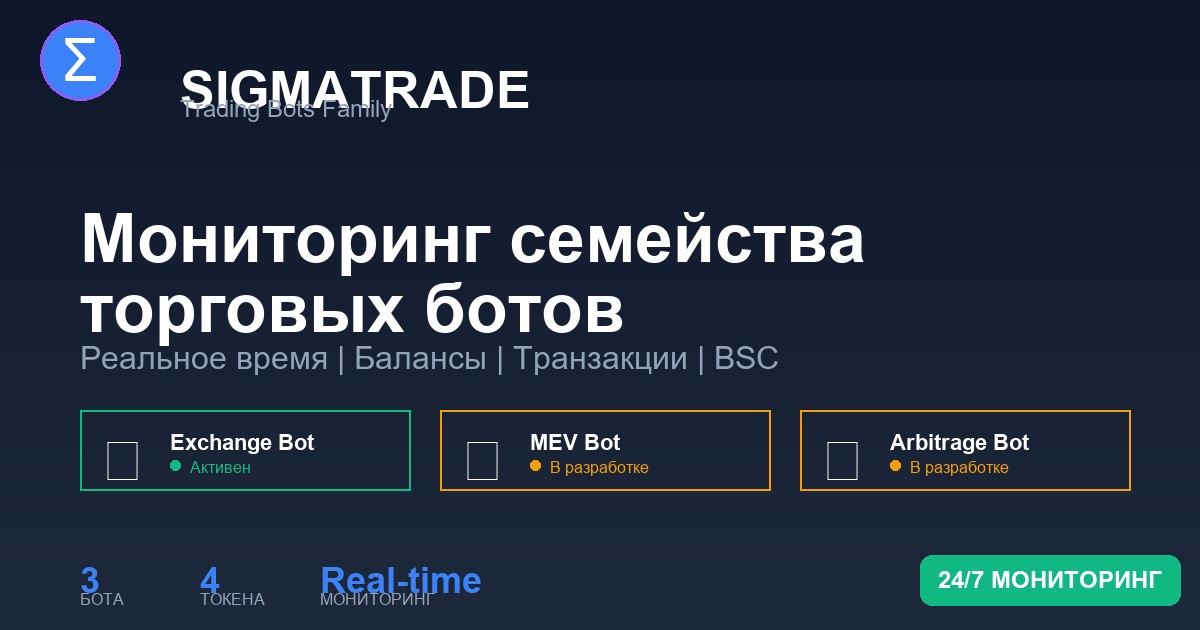 Σ
SIGMATRADE
Trading Bots Family
Мониторинг семейства
торговых ботов
Реальное время | Балансы | Транзакции | BSC
Exchange Bot
Активен
MEV Bot
В разработке
Arbitrage Bot
В разработке
3
БОТА
4
ТОКЕНА
Real-time
МОНИТОРИНГ
24/7 МОНИТОРИНГ